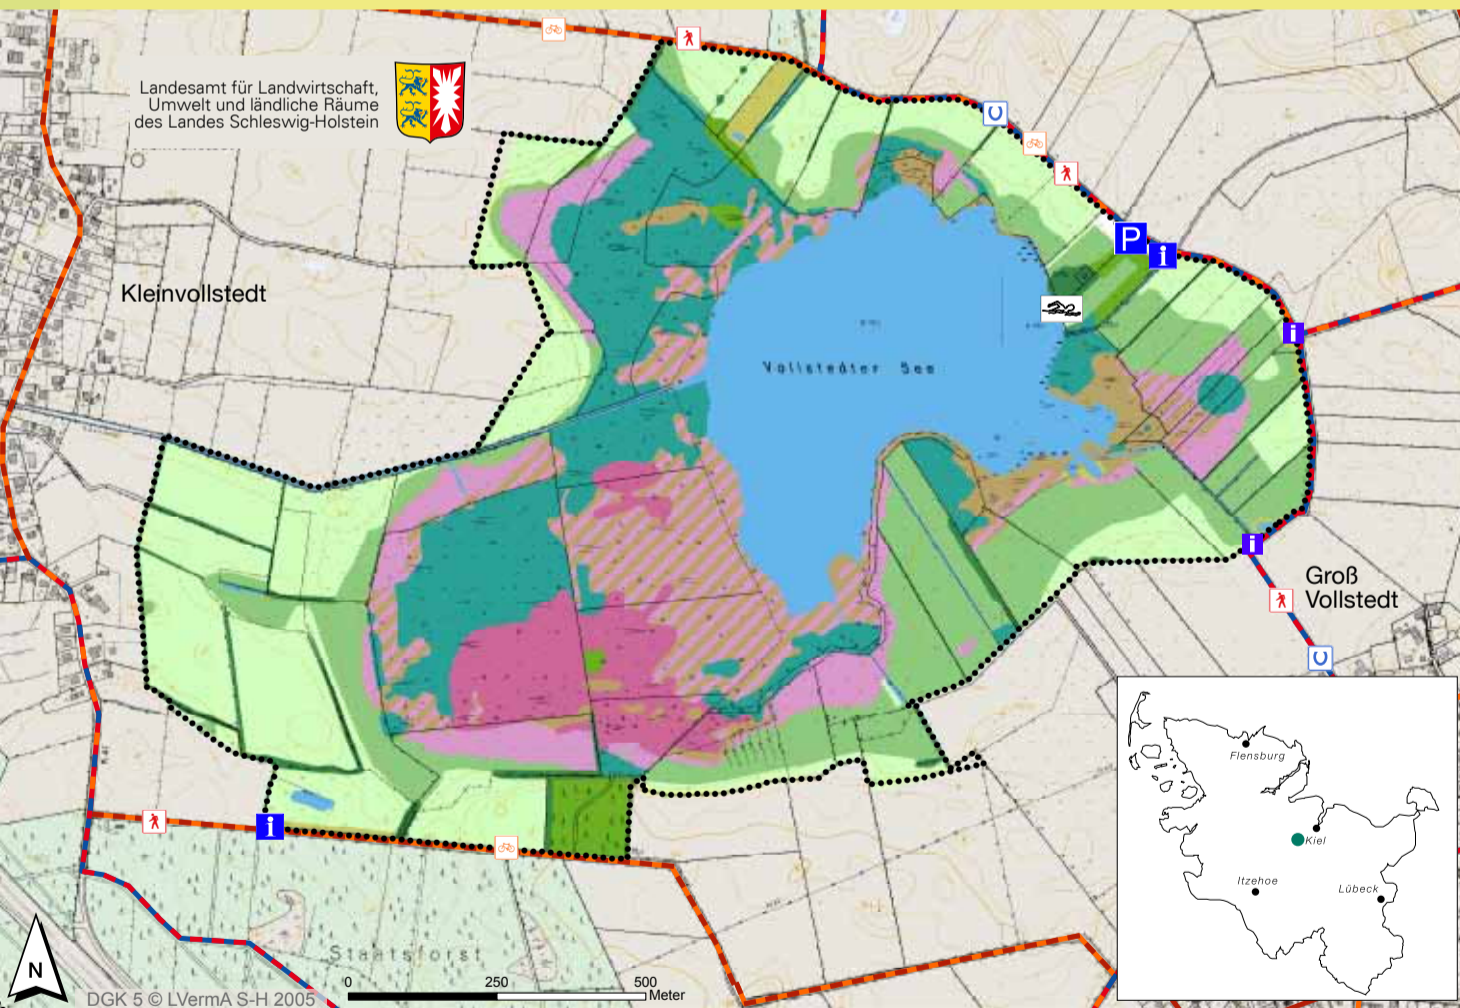 Landesamt für Landwirtschaft,
Umwelt und ländliche Räume
des Landes Schleswig-Holstein
Kleinvollstedt
P
i
i
Vollstedter See
i
Groß
Vollstedt
i
Flensburg
Kiel
Itzehoe
Lübeck
Staatsforst
N
DGK 5 © LVermA S-H 2005
0 250 500
Meter